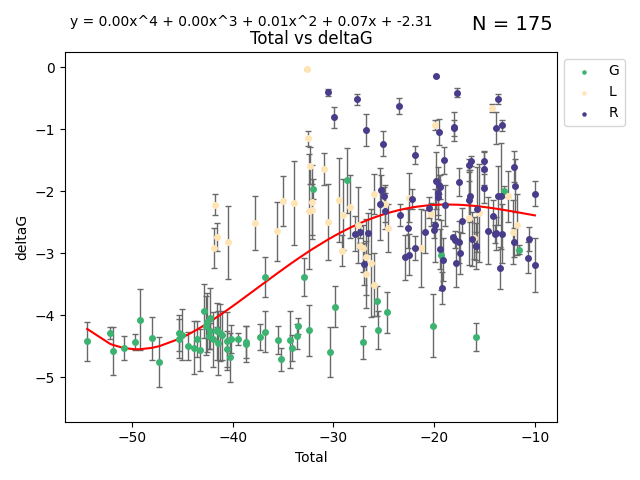 y = 0.00x^4 + 0.00x^3 + 0.01x^2 + 0.07x + -2.31
N = 175
Total vs deltaG
G
L
R
deltaG
0
−1
−2
−3
−4
−5
−50
−40
−30
−20
−10
Total